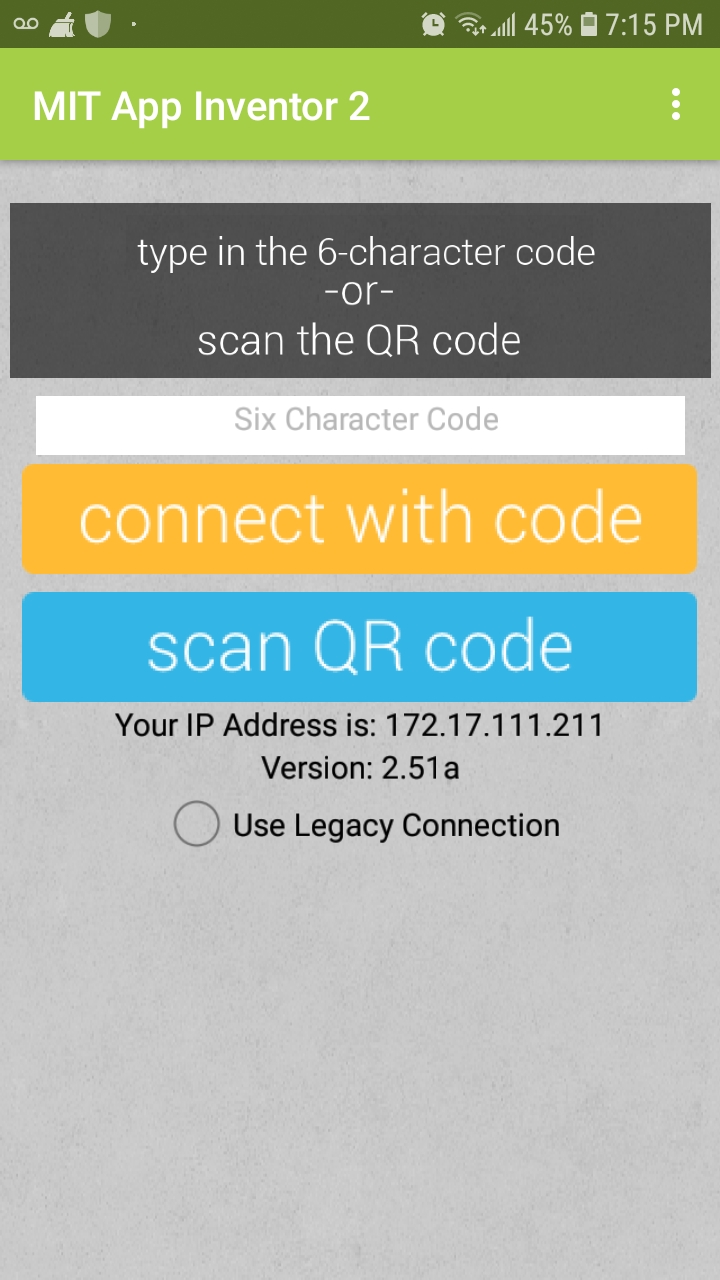 45% 7:15 PM
MIT App Inventor 2
type in the 6-character code
-or-
scan the QR code
Six Character Code
connect with code
scan QR code
Your IP Address is: 172.17.111.211
Version: 2.51a
Use Legacy Connection